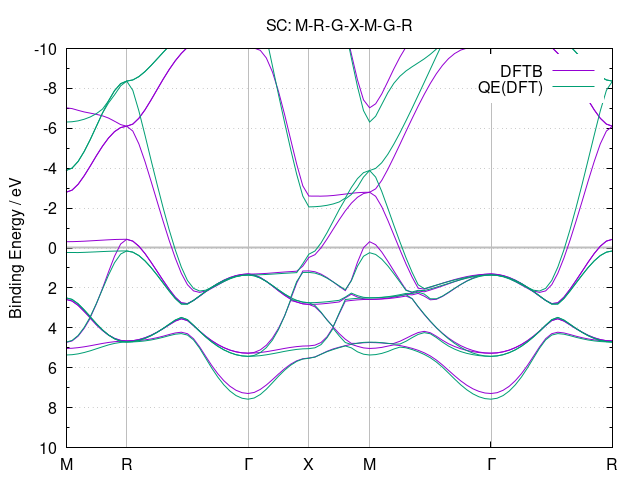 SC: M-R-G-X-M-G-R
-10
-8
-6
-4
-2
0
2
4
6
8
10
Binding Energy / eV
DFTB
QE(DFT)
M R Γ X M Γ R